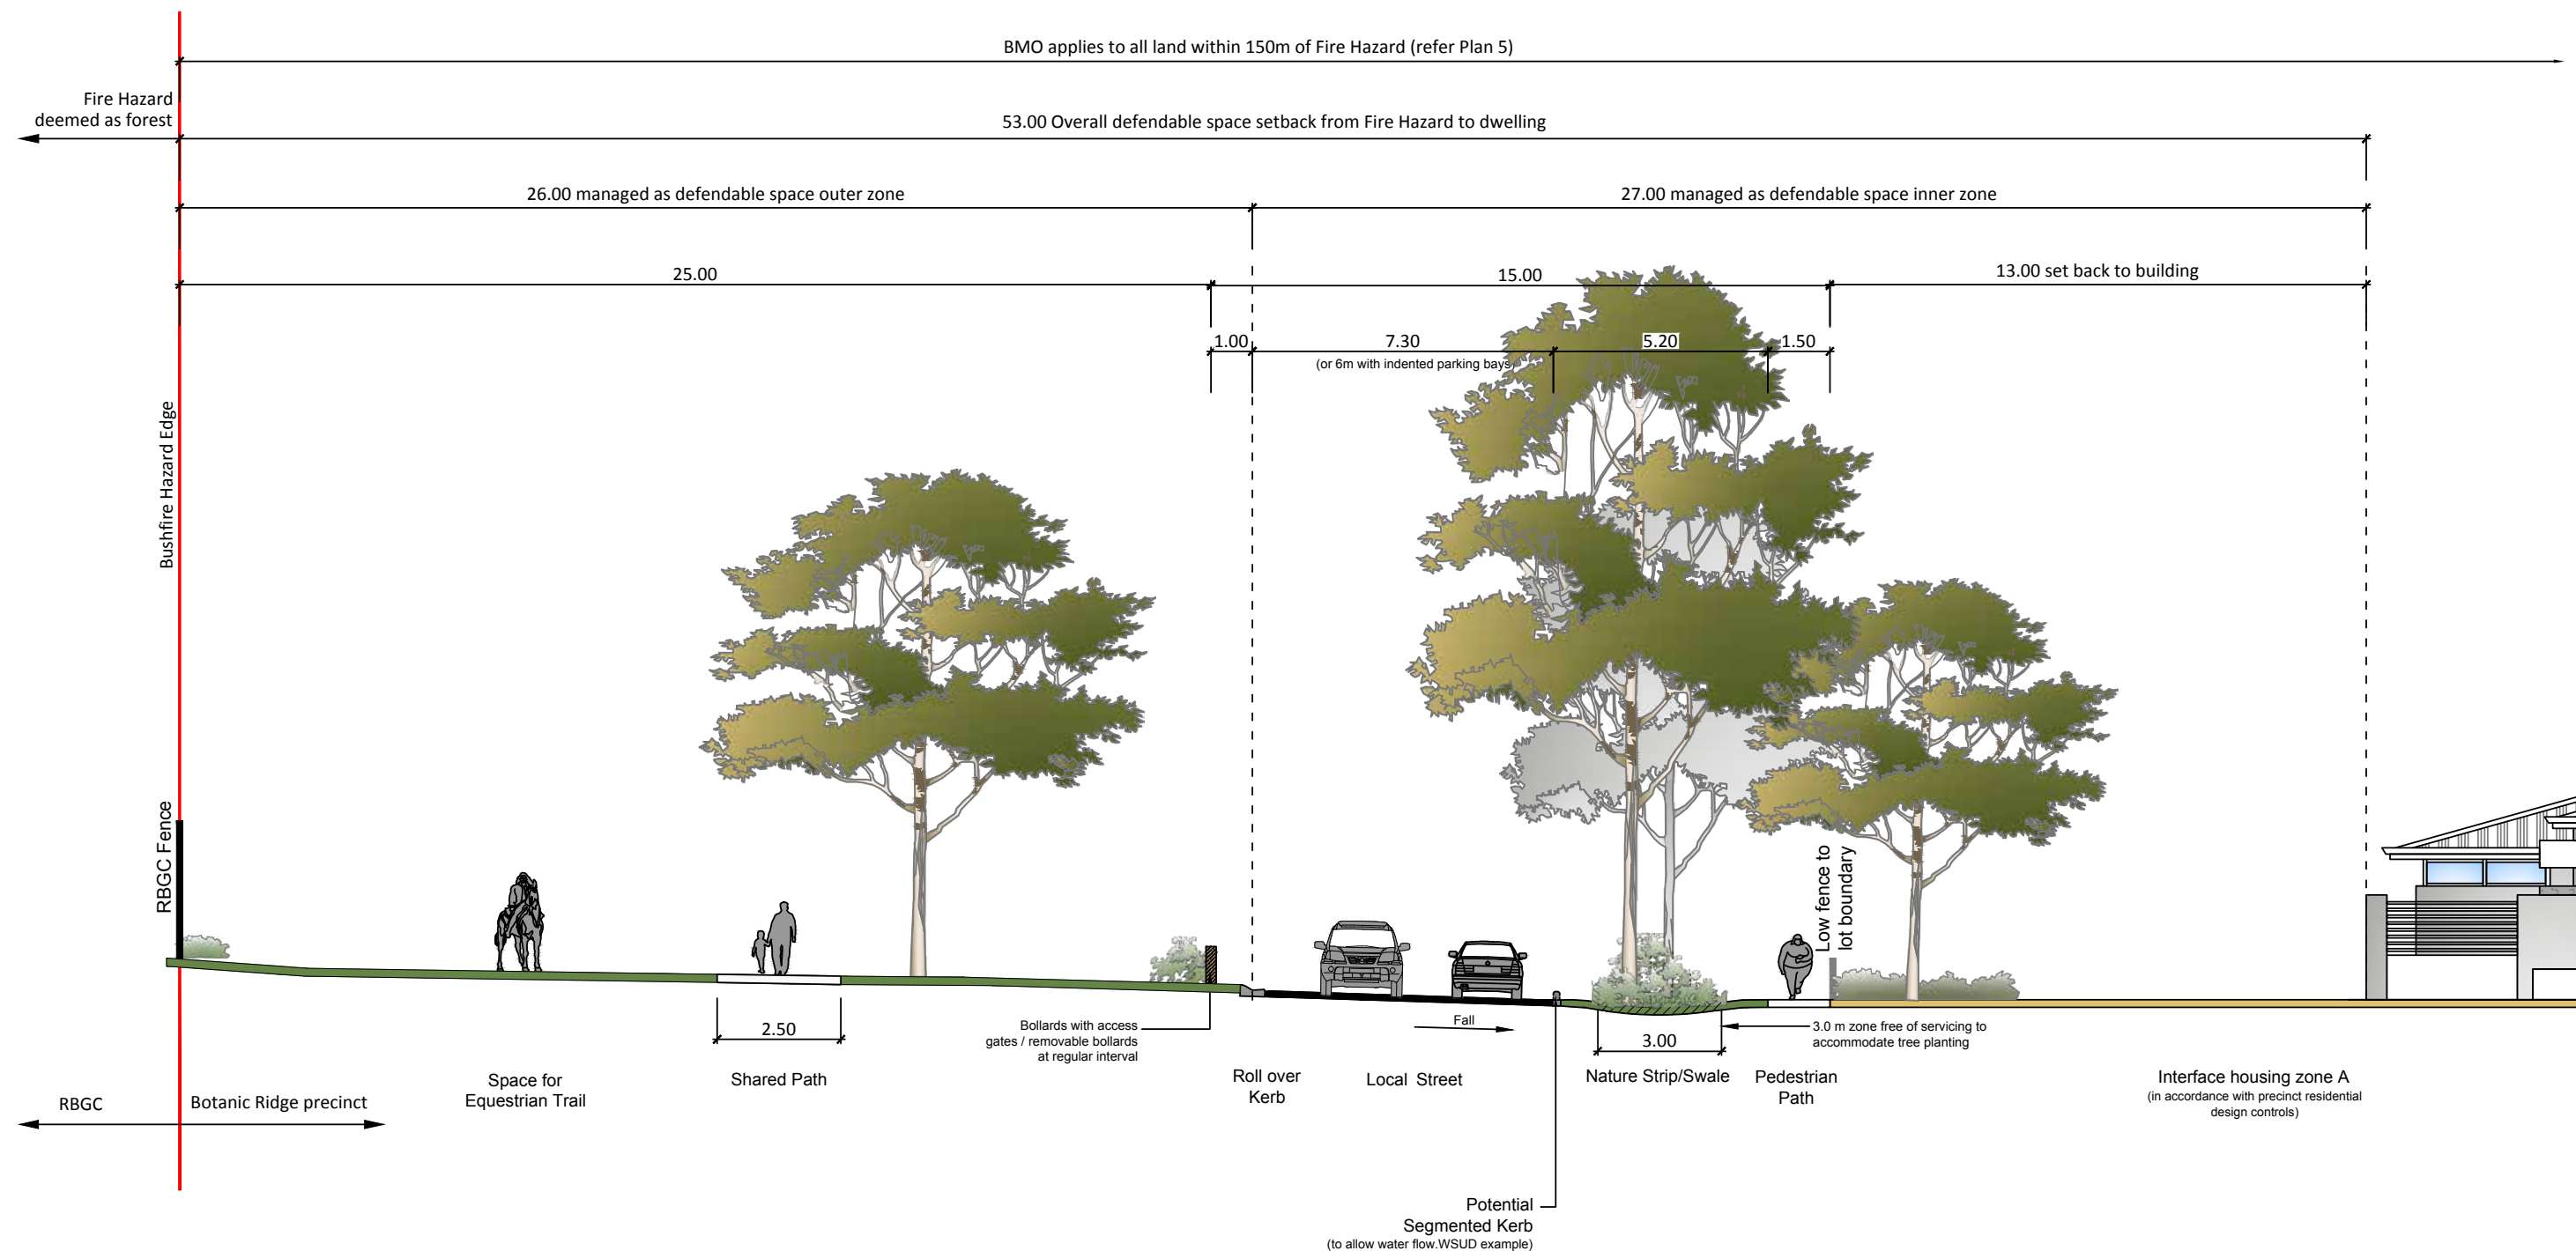 BMO applies to all land within 150m of Fire Hazard (refer Plan 5)
Fire Hazard
deemed as forest
53.00 Overall defendable space setback from Fire Hazard to dwelling
26.00 managed as defendable space outer zone
27.00 managed as defendable space inner zone
25.00
15.00
13.00 set back to building
1.00
7.30
5.20
1.50
(or 6m with indented parking bays)
Bushfire Hazard Edge
RBGC Fence
Low fence to
lot boundary
2.50
Bollards with access
gates / removable bollards
at regular interval
Fall
3.00
3.0 m zone free of servicing to
accommodate tree planting
Space for
Equestrian Trail
Shared Path
Roll over
Kerb
Local Street
Nature Strip/Swale
Pedestrian
Path
Interface housing zone A
(in accordance with precinct residential
design controls)
RBGC
Botanic Ridge precinct
Potential
Segmented Kerb
(to allow water flow.WSUD example)